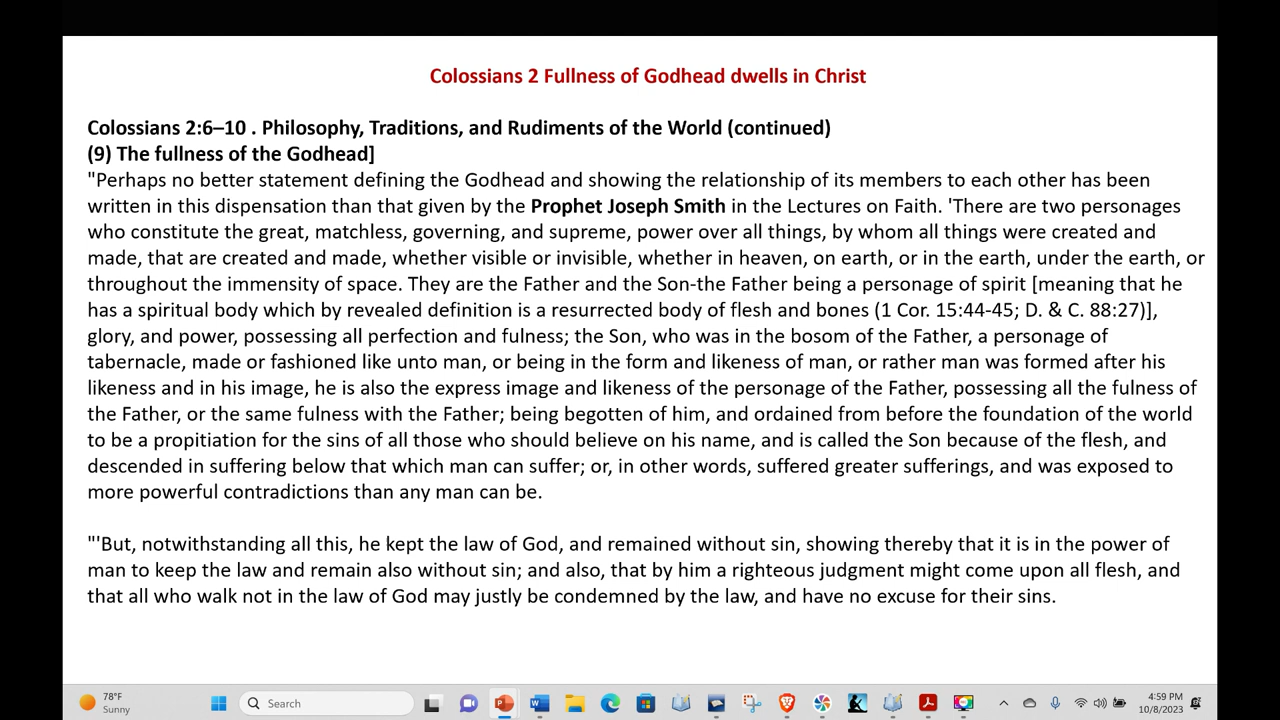 Colossians 2 Fullness of Godhead dwells in Christ
Colossians 2:6–10 . Philosophy, Traditions, and Rudiments of the World (continued)
(9) The fullness of the Godhead]
"Perhaps no better statement defining the Godhead and showing the relationship of its members to each other has been
written in this dispensation than that given by the Prophet Joseph Smith in the Lectures on Faith. 'There are two personages
who constitute the great, matchless, governing, and supreme, power over all things, by whom all things were created and
made, that are created and made, whether visible or invisible, whether in heaven, on earth, or in the earth, under the earth, or
throughout the immensity of space. They are the Father and the Son-the Father being a personage of spirit [meaning that he
has a spiritual body which by revealed definition is a resurrected body of flesh and bones (1 Cor. 15:44-45; D. & C. 88:27)],
glory, and power, possessing all perfection and fulness; the Son, who was in the bosom of the Father, a personage of
tabernacle, made or fashioned like unto man, or being in the form and likeness of man, or rather man was formed after his
likeness and in his image, he is also the express image and likeness of the personage of the Father, possessing all the fulness of
the Father, or the same fulness with the Father; being begotten of him, and ordained from before the foundation of the world
to be a propitiation for the sins of all those who should believe on his name, and is called the Son because of the flesh, and
descended in suffering below that which man can suffer; or, in other words, suffered greater sufferings, and was exposed to
more powerful contradictions than any man can be.
"'But, notwithstanding all this, he kept the law of God, and remained without sin, showing thereby that it is in the power of
man to keep the law and remain also without sin; and also, that by him a righteous judgment might come upon all flesh, and
that all who walk not in the law of God may justly be condemned by the law, and have no excuse for their sins.
78°F
Sunny
Search
4:59 PM
10/8/2023